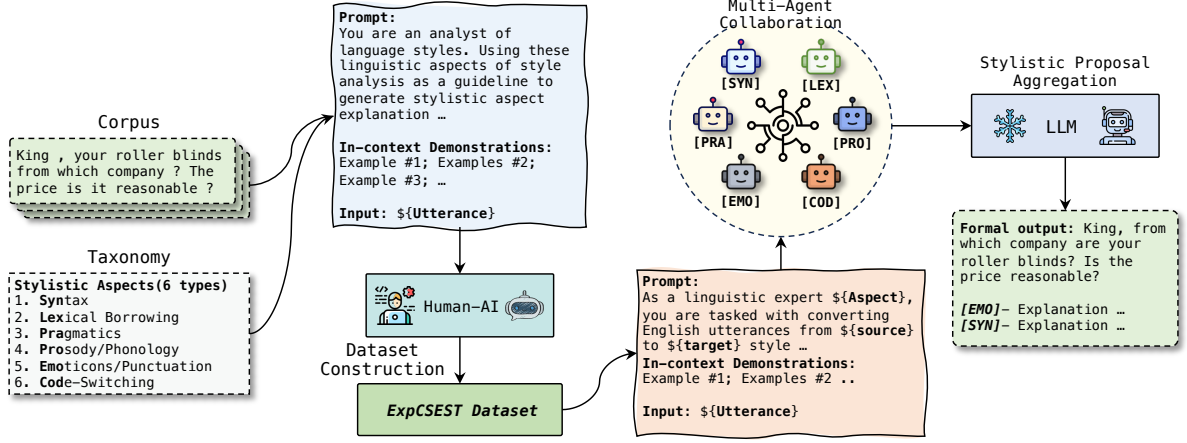 Corpus
King , your roller blinds
from which company ? The
price is it reasonable ?
Taxonomy
Stylistic Aspects(6 types)
1. Syntax
2. Lexical Borrowing
3. Pragmatics
4. Prosody/Phonology
5. Emoticons/Punctuation
6. Code-Switching
Prompt:
You are an analyst of
language styles. Using these
linguistic aspects of style
analysis as a guideline to
generate stylistic aspect
explanation …
In-context Demonstrations:
Example #1; Examples #2;
Example #3; …
Input: ${Utterance}
Human-AI
Dataset
Construction
ExpCSEST Dataset
Prompt:
As a linguistic expert ${Aspect},
you are tasked with converting
English utterances from ${source}
to ${target} style …
In-context Demonstrations:
Example #1; Examples #2 ..
Input: ${Utterance}
Multi-Agent
Collaboration
[SYN]
[LEX]
[PRA]
[PRO]
[EMO]
[COD]
Stylistic Proposal
Aggregation
LLM
Formal output: King, from
which company are your
roller blinds? Is the
price reasonable?
[EMO]- Explanation …
[SYN]- Explanation …